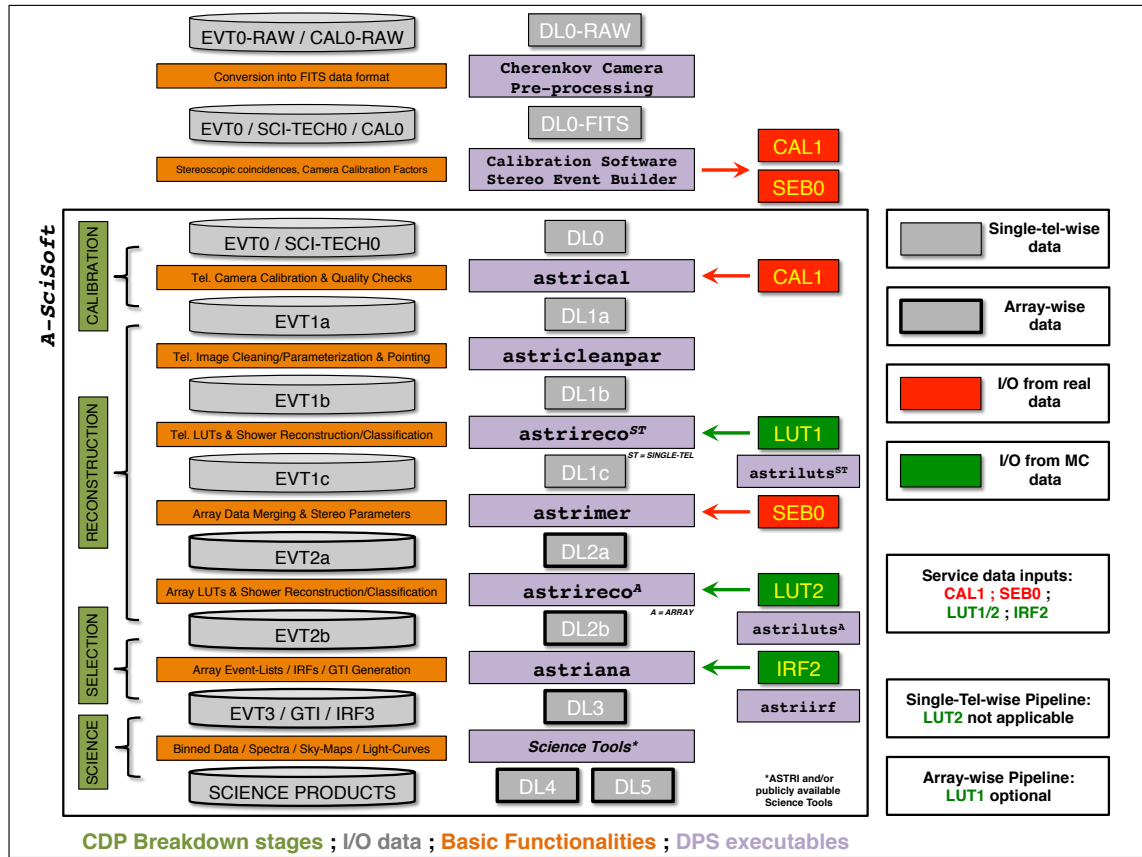 EVT0-RAW / CAL0-RAW
DL0-RAW
Conversion into FITS data format
Cherenkov Camera
Pre-processing
EVT0 / SCI-TECH0 / CAL0
DL0-FITS
Stereoscopic coincidences, Camera Calibration Factors
Calibration Software
Stereo Event Builder
CAL1
SEB0
A-SciSoft
CALIBRATION
EVT0 / SCI-TECH0
DL0
Tel. Camera Calibration & Quality Checks
astrical
CAL1
EVT1a
DL1a
RECONSTRUCTION
Tel. Image Cleaning/Parameterization & Pointing
astricleanpar
EVT1b
DL1b
Tel. LUTs & Shower Reconstruction/Classification
astrireco^ST
ST = SINGLE-TEL
LUT1
astriluts^ST
EVT1c
DL1c
Array Data Merging & Stereo Parameters
astrimer
SEB0
EVT2a
DL2a
Array LUTs & Shower Reconstruction/Classification
astrireco^A
A = ARRAY
LUT2
astriluts^A
EVT2b
DL2b
SELECTION
Array Event-Lists / IRFs / GTI Generation
astriana
IRF2
astriirf
EVT3 / GTI / IRF3
DL3
SCIENCE
Binned Data / Spectra / Sky-Maps / Light-Curves
Science Tools*
SCIENCE PRODUCTS
DL4
DL5
*ASTRI and/or
publicly available
Science Tools
Single-tel-wise
data
Array-wise
data
I/O from real
data
I/O from MC
data
Service data inputs:
CAL1 ; SEB0 ;
LUT1/2 ; IRF2
Single-Tel-wise Pipeline:
LUT2 not applicable
Array-wise Pipeline:
LUT1 optional
CDP Breakdown stages ; I/O data ; Basic Functionalities ; DPS executables